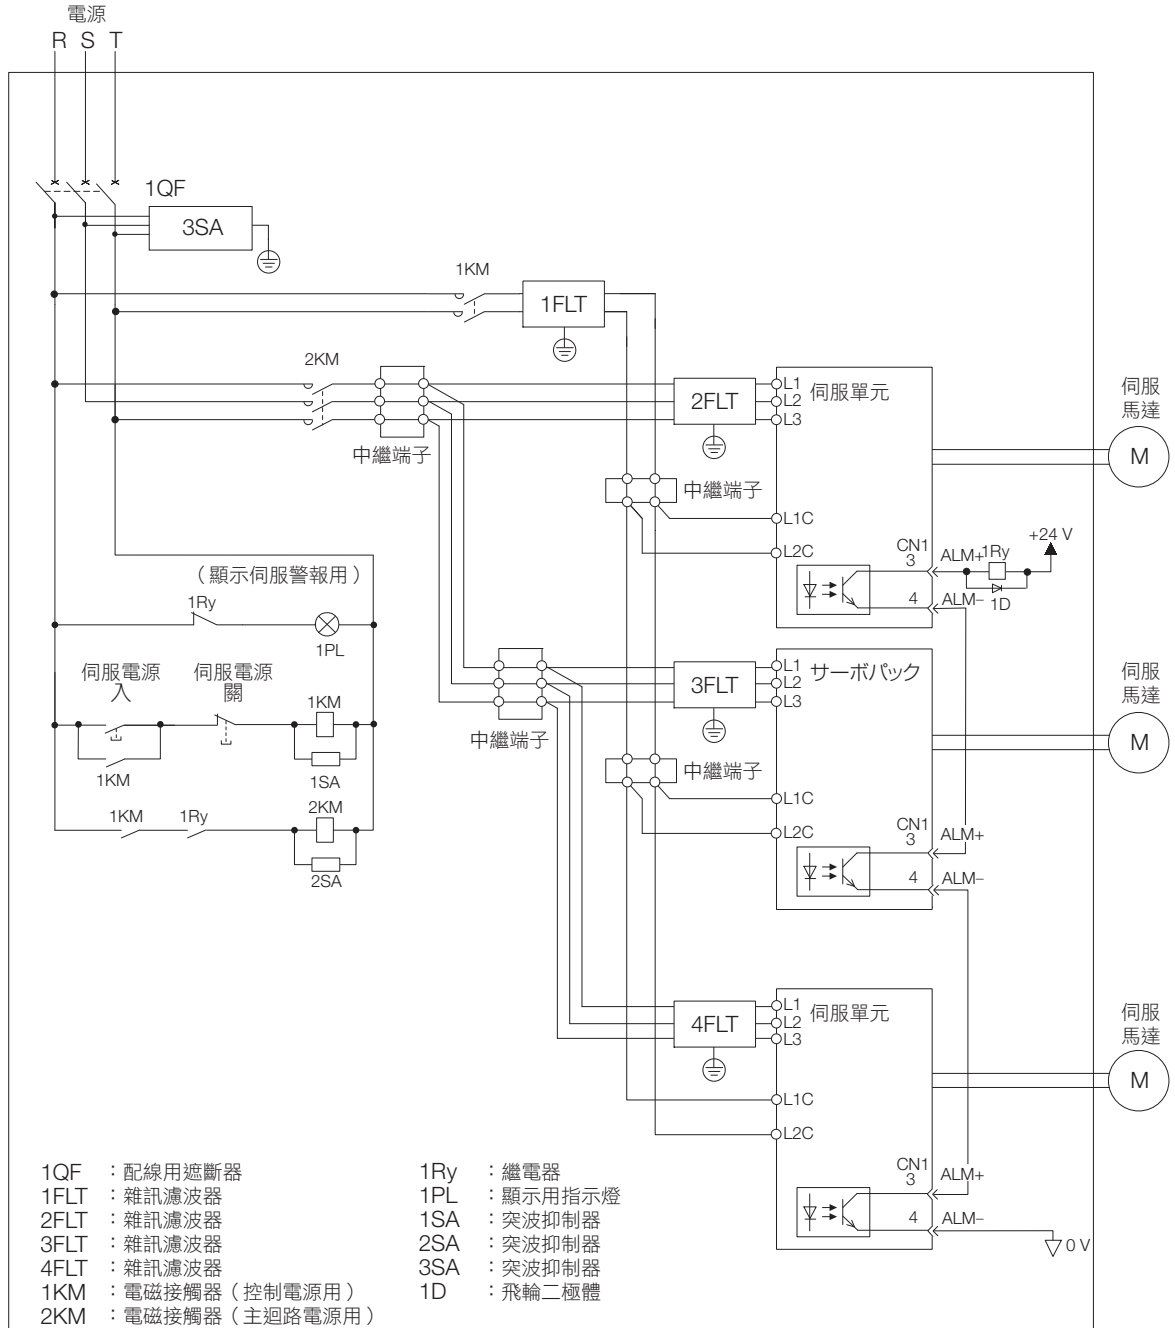 電源
R S T
1QF
3SA
1KM
1FLT
2KM
中繼端子
2FLT
L1
L2
L3
伺服單元
伺服
馬達
M
中繼端子
L1C
L2C
CN1
3
ALM+
1Ry
+24 V
4
ALM–
1D
（顯示伺服警報用）
1Ry
1PL
伺服電源
入
伺服電源
關
1KM
1KM
1SA
1KM
1Ry
2KM
2SA
中繼端子
3FLT
L1
L2
L3
サーボパック
伺服
馬達
M
中繼端子
L1C
L2C
CN1
3
ALM+
4
ALM–
4FLT
L1
L2
L3
伺服單元
伺服
馬達
M
L1C
L2C
CN1
3
ALM+
4
ALM–
0 V
1QF ：配線用遮斷器
1FLT ：雜訊濾波器
2FLT ：雜訊濾波器
3FLT ：雜訊濾波器
4FLT ：雜訊濾波器
1KM ：電磁接觸器（控制電源用）
2KM ：電磁接觸器（主迴路電源用）
1Ry ：繼電器
1PL ：顯示用指示燈
1SA ：突波抑制器
2SA ：突波抑制器
3SA ：突波抑制器
1D ：飛輪二極體